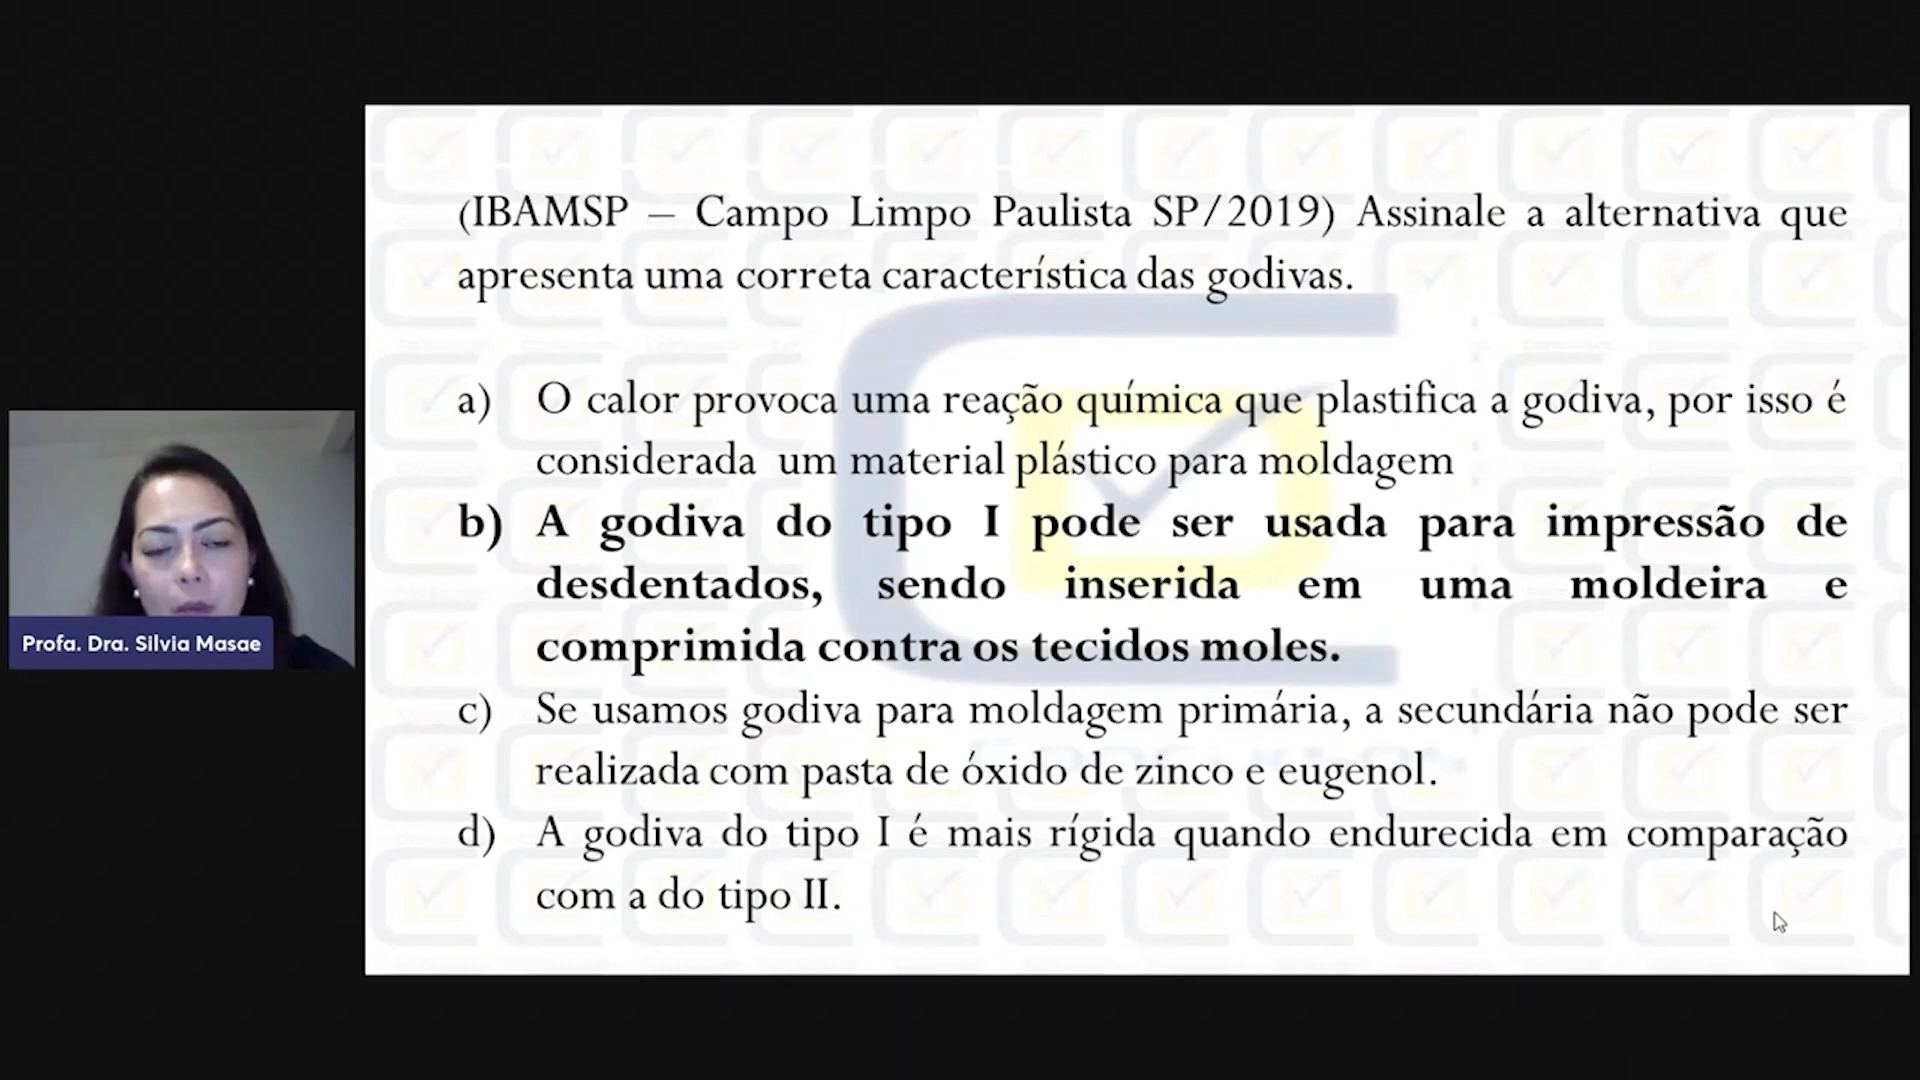 (IBAMSP – Campo Limpo Paulista SP/2019) Assinale a alternativa que
apresenta uma correta característica das godivas.
a) O calor provoca uma reação química que plastifica a godiva, por isso é
considerada um material plástico para moldagem
b) A godiva do tipo I pode ser usada para impressão de
desdentados, sendo inserida em uma moldeira e
comprimida contra os tecidos moles.
c) Se usamos godiva para moldagem primária, a secundária não pode ser
realizada com pasta de óxido de zinco e eugenol.
d) A godiva do tipo I é mais rígida quando endurecida em comparação
com a do tipo II.
Profa. Dra. Silvia Masae